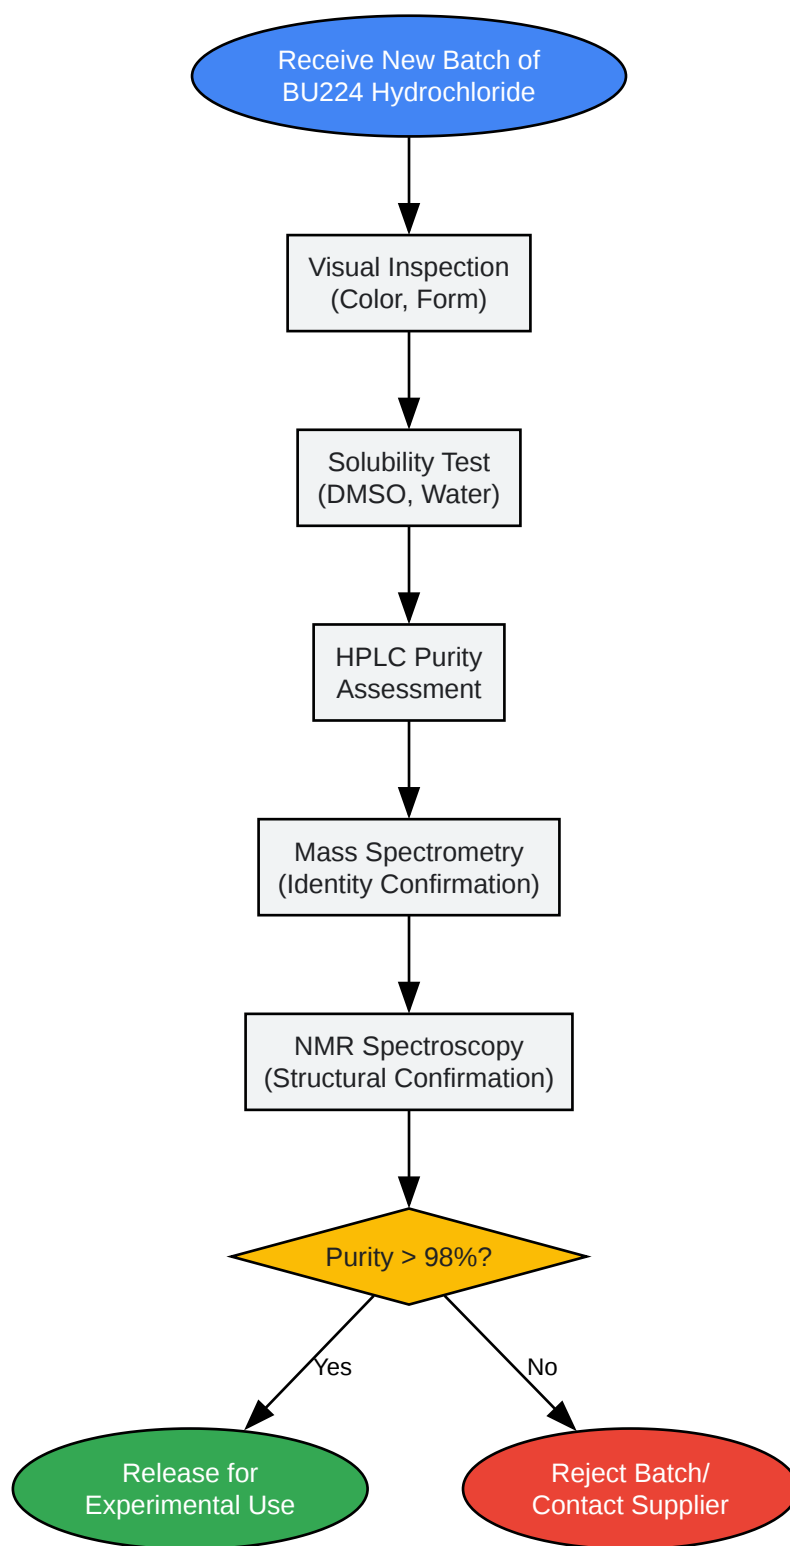 Receive New Batch of
BU224 Hydrochloride
Visual Inspection
(Color, Form)
Solubility Test
(DMSO, Water)
HPLC Purity
Assessment
Mass Spectrometry
(Identity Confirmation)
NMR Spectroscopy
(Structural Confirmation)
Purity > 98%?
Yes
No
Release for
Experimental Use
Reject Batch/
Contact Supplier